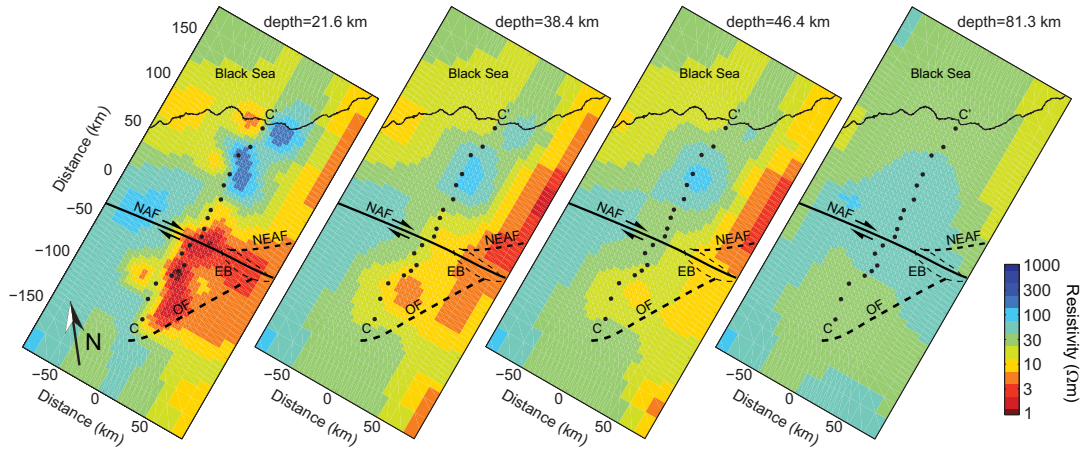 depth=21.6 km
depth=38.4 km
depth=46.4 km
depth=81.3 km
150
100
50
0
−50
−100
−150
Distance (km)
Black Sea
C'
NAF
NEAF
EB
OF
C
N
−50
0
50
Distance (km)
Black Sea
C'
NAF
NEAF
EB
OF
C
−50
0
50
Distance (km)
Black Sea
C'
NAF
NEAF
EB
OF
C
−50
0
50
Distance (km)
Black Sea
C'
NAF
NEAF
EB
OF
C
−50
0
50
Distance (km)
1000
300
100
30
10
3
1
Resistivity (Ωm)